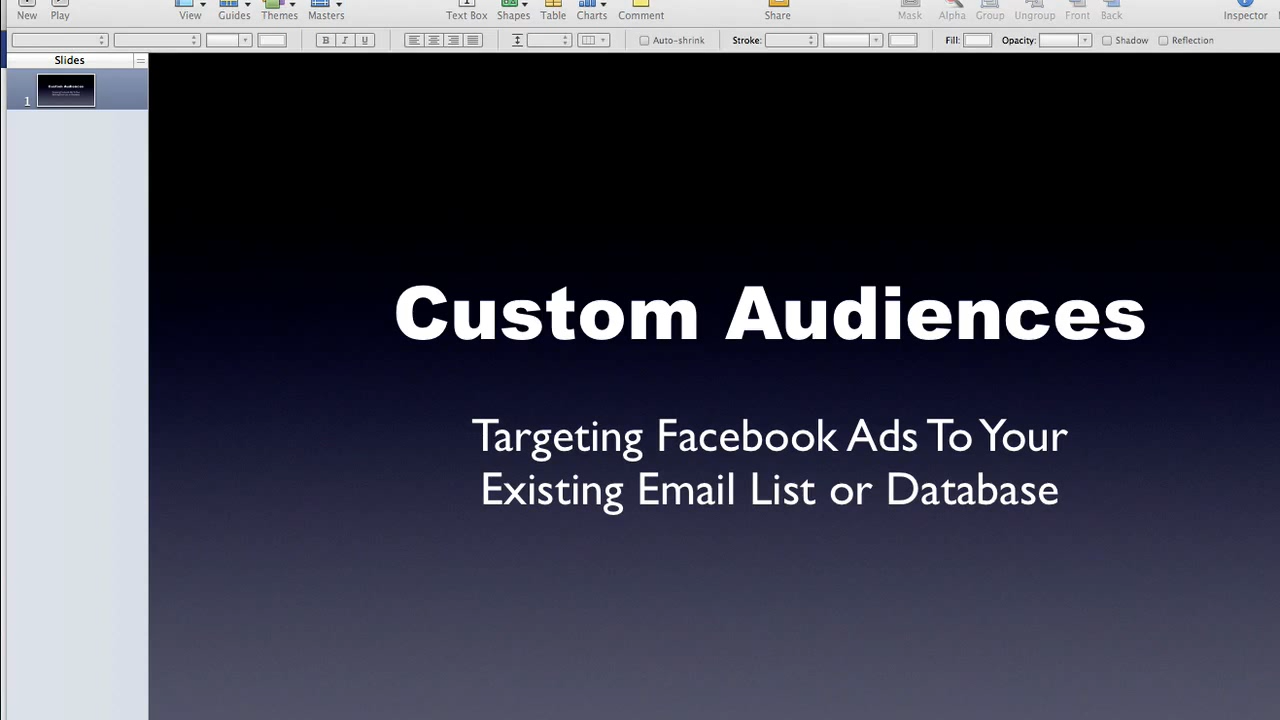 New Play View Guides Themes Masters Text Box Shapes Table Charts Comment Share Mask Alpha Group Ungroup Front Back Inspector
B I U Auto-shrink Stroke: Fill: Opacity: Shadow Reflection
Slides
1
Custom Audiences
Targeting Facebook Ads To Your
Existing Email List or Database